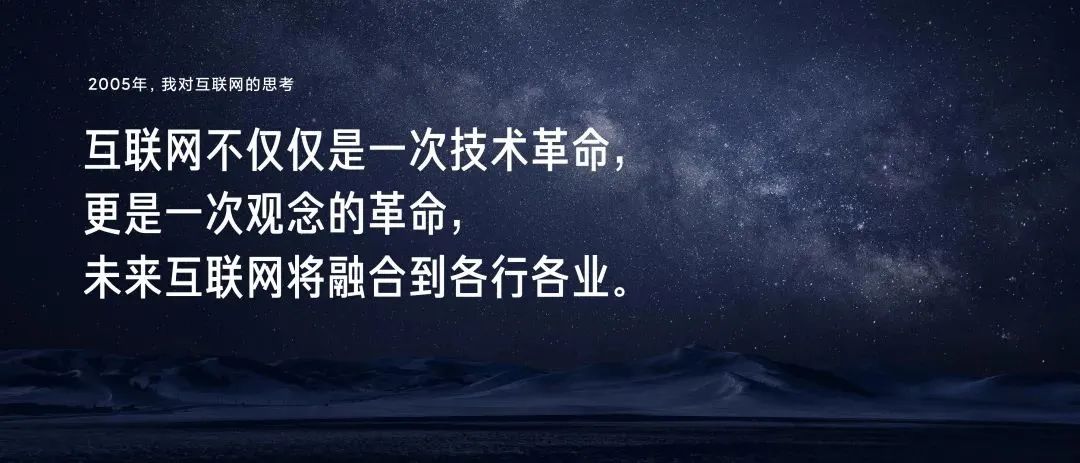 2005年，我对互联网的思考
互联网不仅仅是一次技术革命，
更是一次观念的革命，
未来互联网将融合到各行各业。